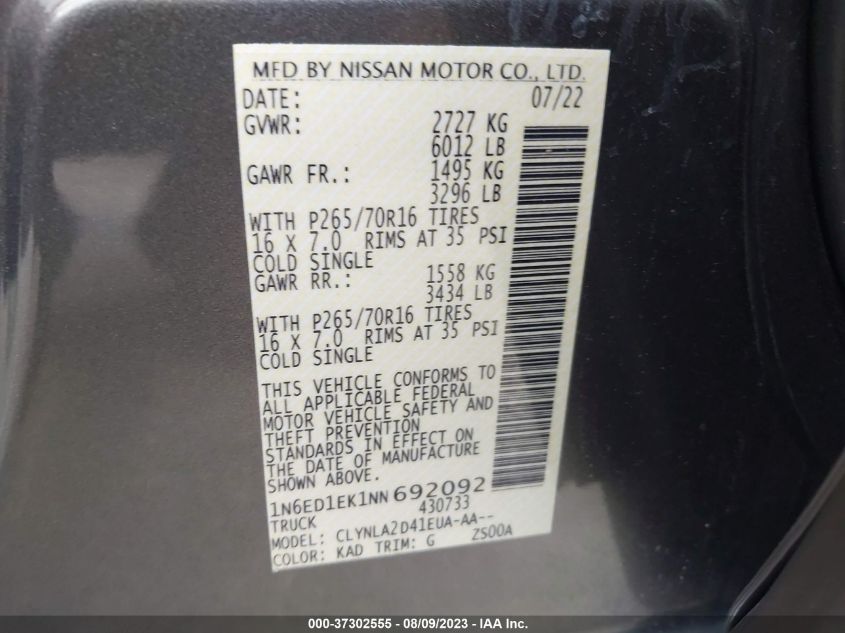 MFD BY NISSAN MOTOR CO., LTD.
DATE: 07/22
GVWR: 2727 KG
6012 LB
GAWR FR.: 1495 KG
3296 LB
WITH P265/70R16 TIRES
16 X 7.0 RIMS AT 35 PSI
COLD SINGLE
GAWR RR.: 1558 KG
3434 LB
WITH P265/70R16 TIRES
16 X 7.0 RIMS AT 35 PSI
COLD SINGLE
THIS VEHICLE CONFORMS TO
ALL APPLICABLE FEDERAL
MOTOR VEHICLE SAFETY AND
THEFT PREVENTION
STANDARDS IN EFFECT ON
THE DATE OF MANUFACTURE
SHOWN ABOVE.
1N6ED1EK1NN692092
TRUCK 430733
MODEL: CLYNLA2D41EUA-AA--
COLOR: KAD TRIM: G ZS00A
000-37302555 - 08/09/2023 - IAA Inc.